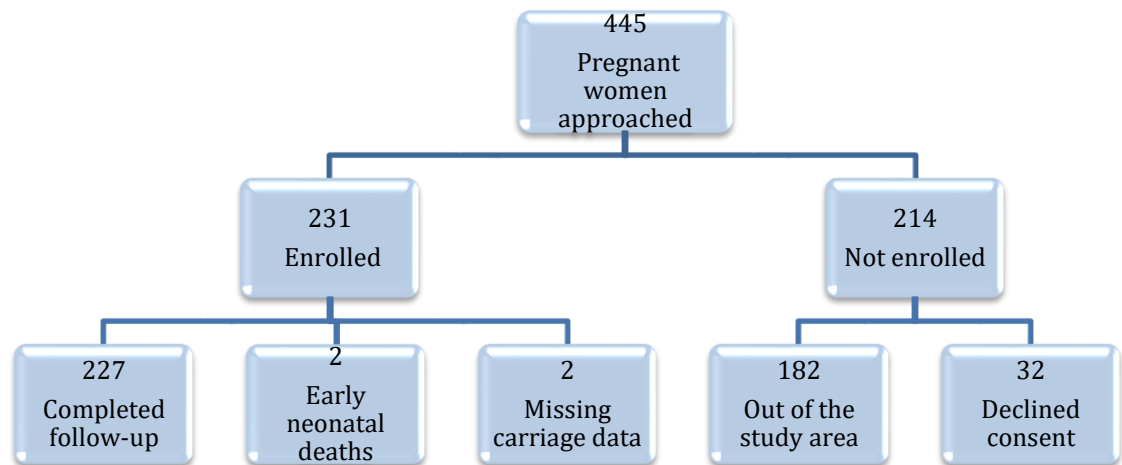 445
Pregnant
women
approached
231
Enrolled
214
Not enrolled
227
Completed
follow-up
2
Early
neonatal
deaths
2
Missing
carriage data
182
Out of the
study area
32
Declined
consent